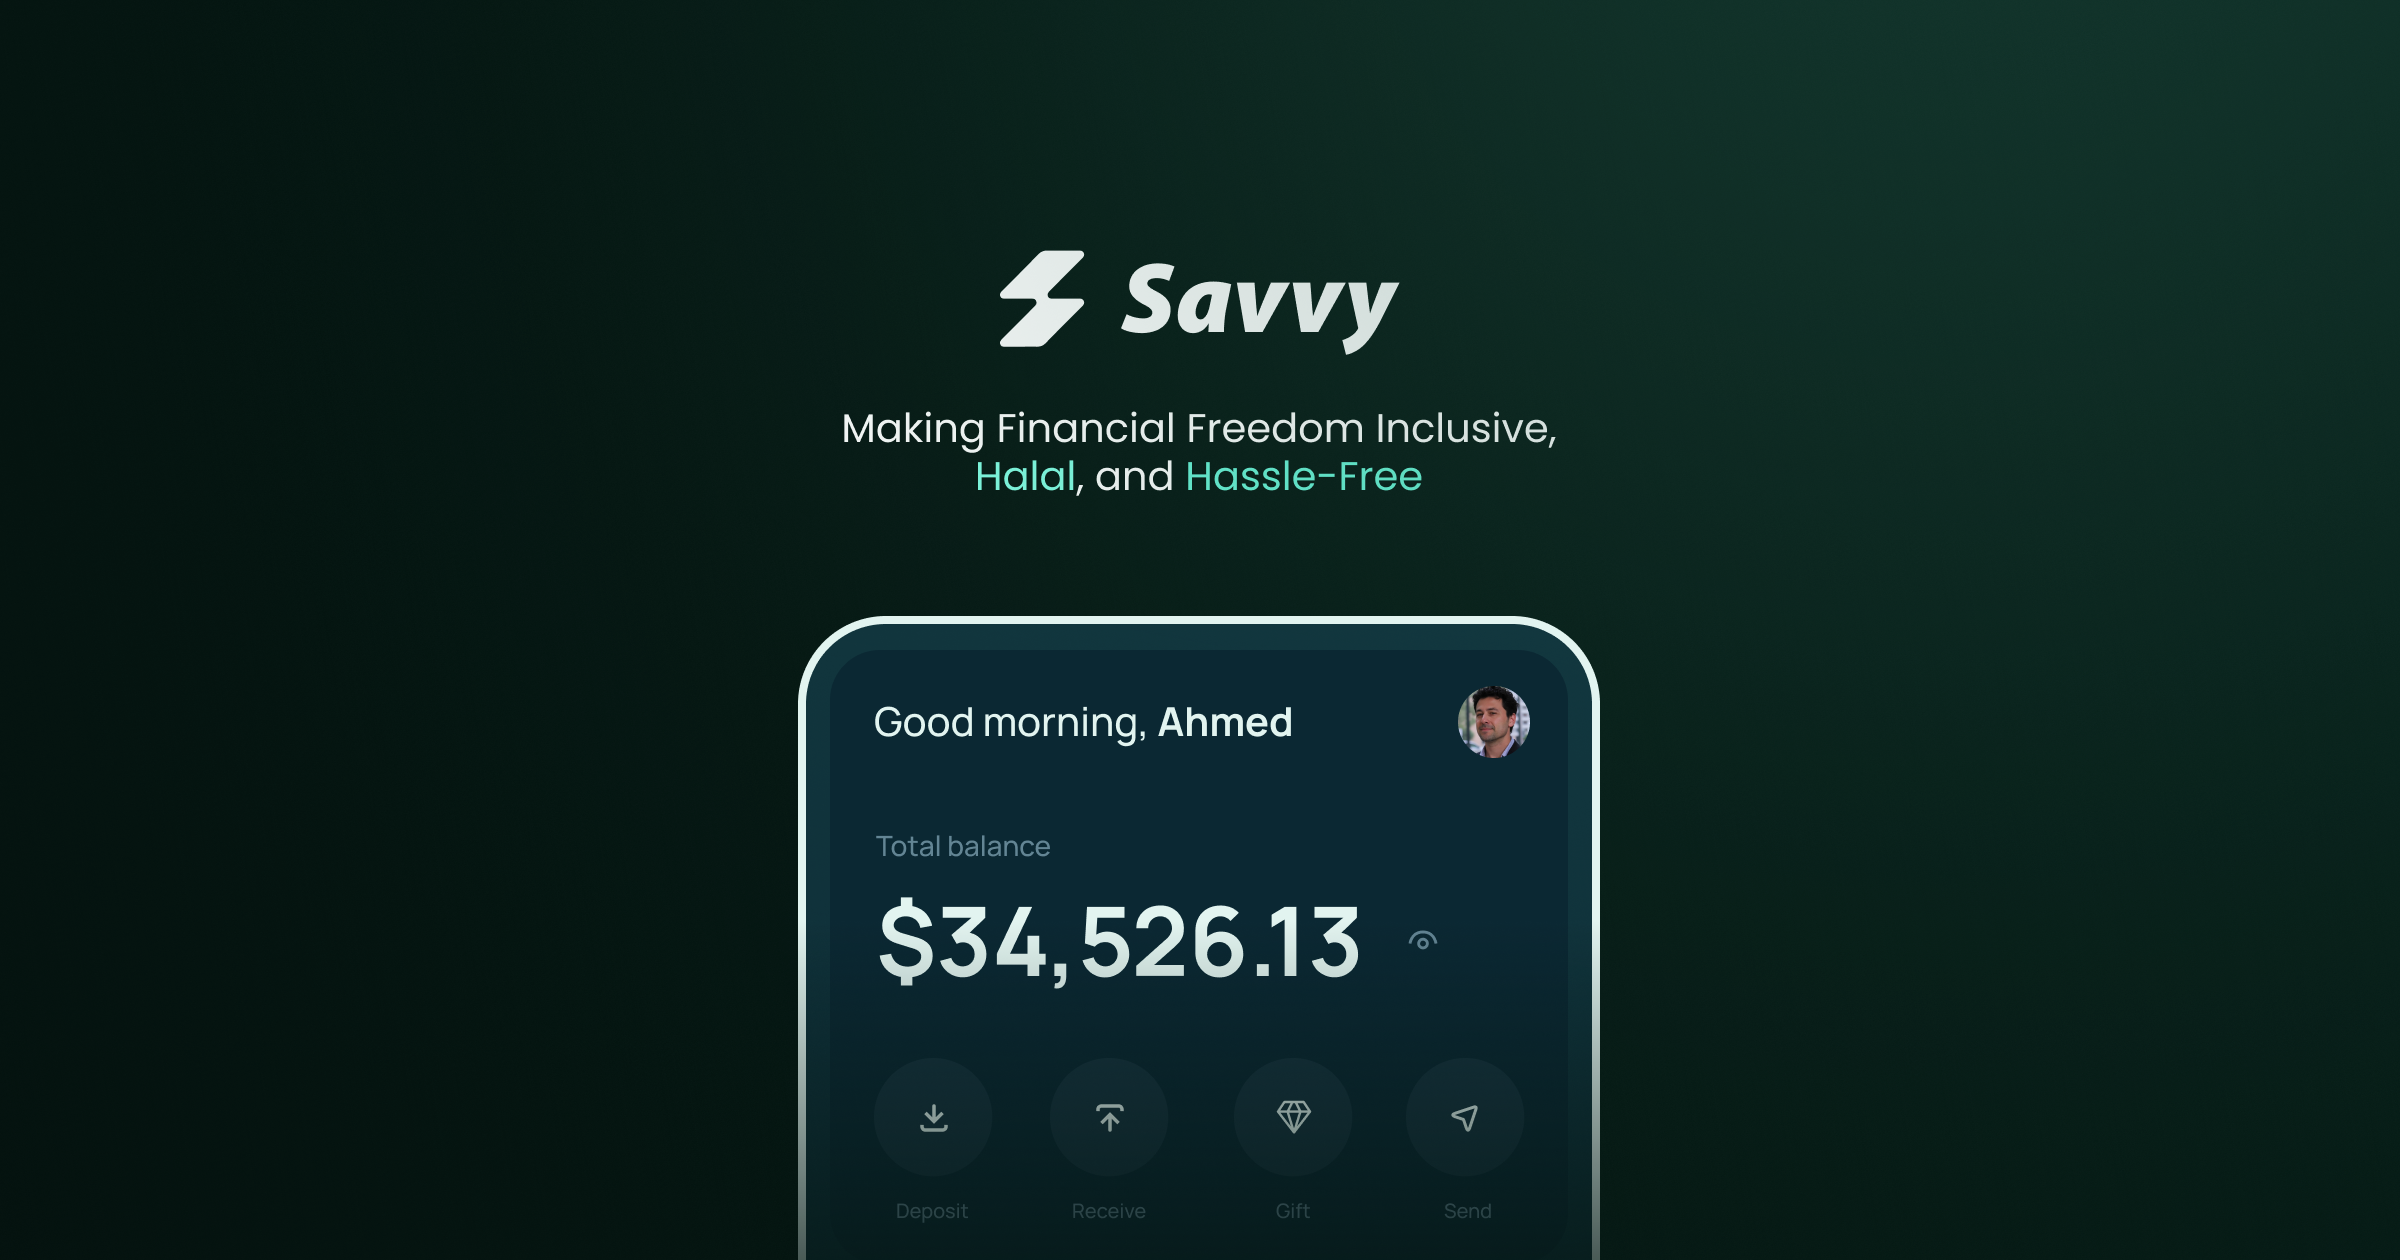 Savvy
Making Financial Freedom Inclusive,
Halal, and Hassle-Free
Good morning, Ahmed
Total balance
$34,526.13
Deposit Receive Gift Send